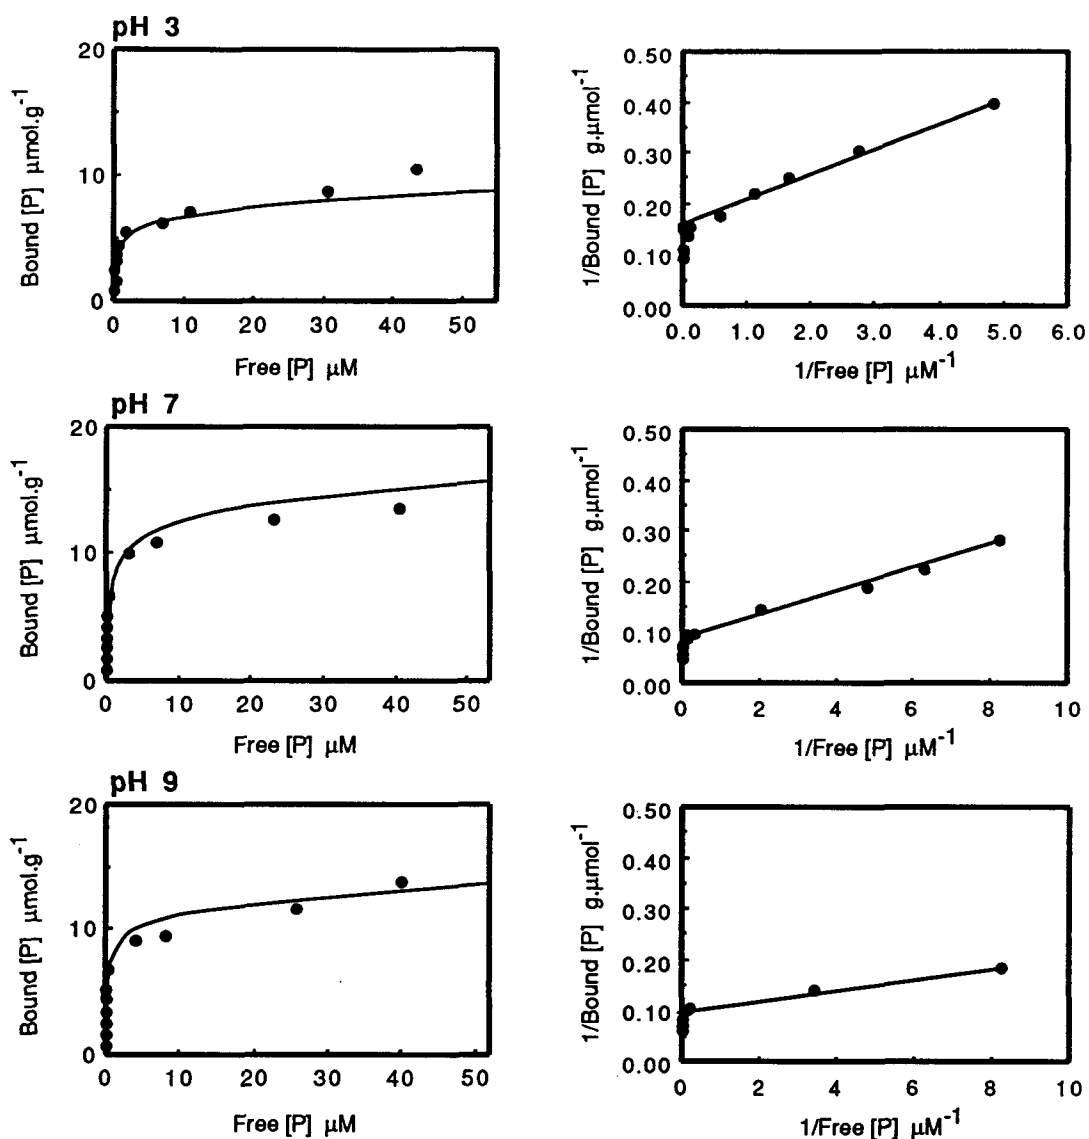 pH 3
20
10
0
Bound [P] μmol.g⁻¹
0 10 20 30 40 50
Free [P] μM
0.50
0.40
0.30
0.20
0.10
0.00
1/Bound [P] g.μmol⁻¹
0.0 1.0 2.0 3.0 4.0 5.0 6.0
1/Free [P] μM⁻¹
pH 7
20
10
0
Bound [P] μmol.g⁻¹
0 10 20 30 40 50
Free [P] μM
0.50
0.40
0.30
0.20
0.10
0.00
1/Bound [P] g.μmol⁻¹
0 2 4 6 8 10
1/Free [P] μM⁻¹
pH 9
20
10
0
Bound [P] μmol.g⁻¹
0 10 20 30 40 50
Free [P] μM
0.50
0.40
0.30
0.20
0.10
0.00
1/Bound [P] g.μmol⁻¹
0 2 4 6 8 10
1/Free [P] μM⁻¹